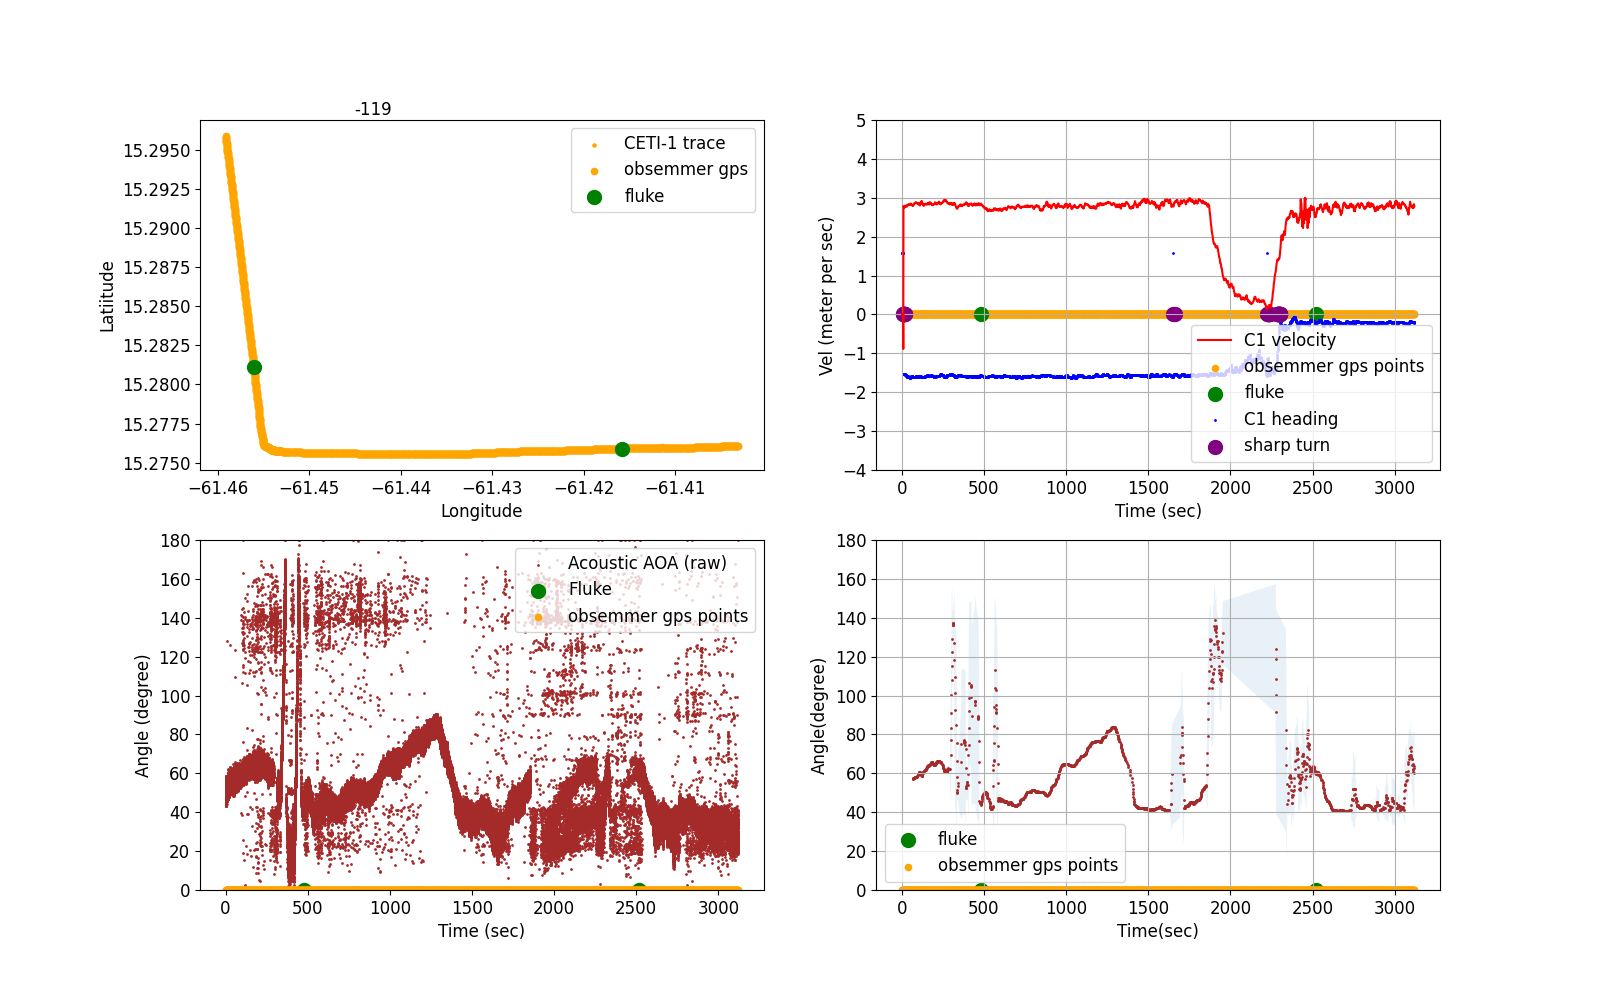 -119
15.2950
15.2925
15.2900
15.2875
15.2850
15.2825
15.2800
15.2775
15.2750
Latiitude
CETI-1 trace
obsemmer gps
fluke
−61.46 −61.45 −61.44 −61.43 −61.42 −61.41
Longitude
5
4
3
2
1
0
−1
−2
−3
−4
Vel (meter per sec)
C1 velocity
obsemmer gps points
fluke
C1 heading
sharp turn
0 500 1000 1500 2000 2500 3000
Time (sec)
180
160
140
120
100
80
60
40
20
0
Angle (degree)
Acoustic AOA (raw)
Fluke
obsemmer gps points
0 500 1000 1500 2000 2500 3000
Time (sec)
180
160
140
120
100
80
60
40
20
0
Angle(degree)
fluke
obsemmer gps points
0 500 1000 1500 2000 2500 3000
Time(sec)